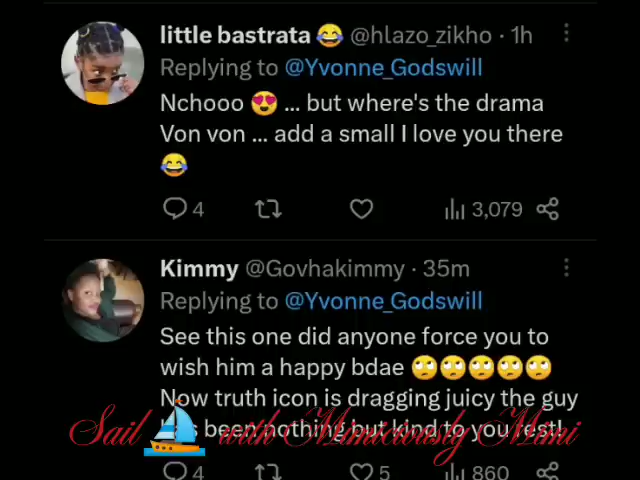 little bastrata 😂 @hlazo_zikho · 1h
Replying to @Yvonne_Godswill
Nchooo 😍 ... but where's the drama
Von von ... add a small I love you there
😂
4 3,079
Kimmy @Govhakimmy · 35m
Replying to @Yvonne_Godswill
See this one did anyone force you to
wish him a happy bdae 🙄🙄🙄🙄🙄
Now truth icon is dragging juicy the guy
been nothing but kind to you rest!
Sail ⛵ with Mimiciously Mimi
4 5 860